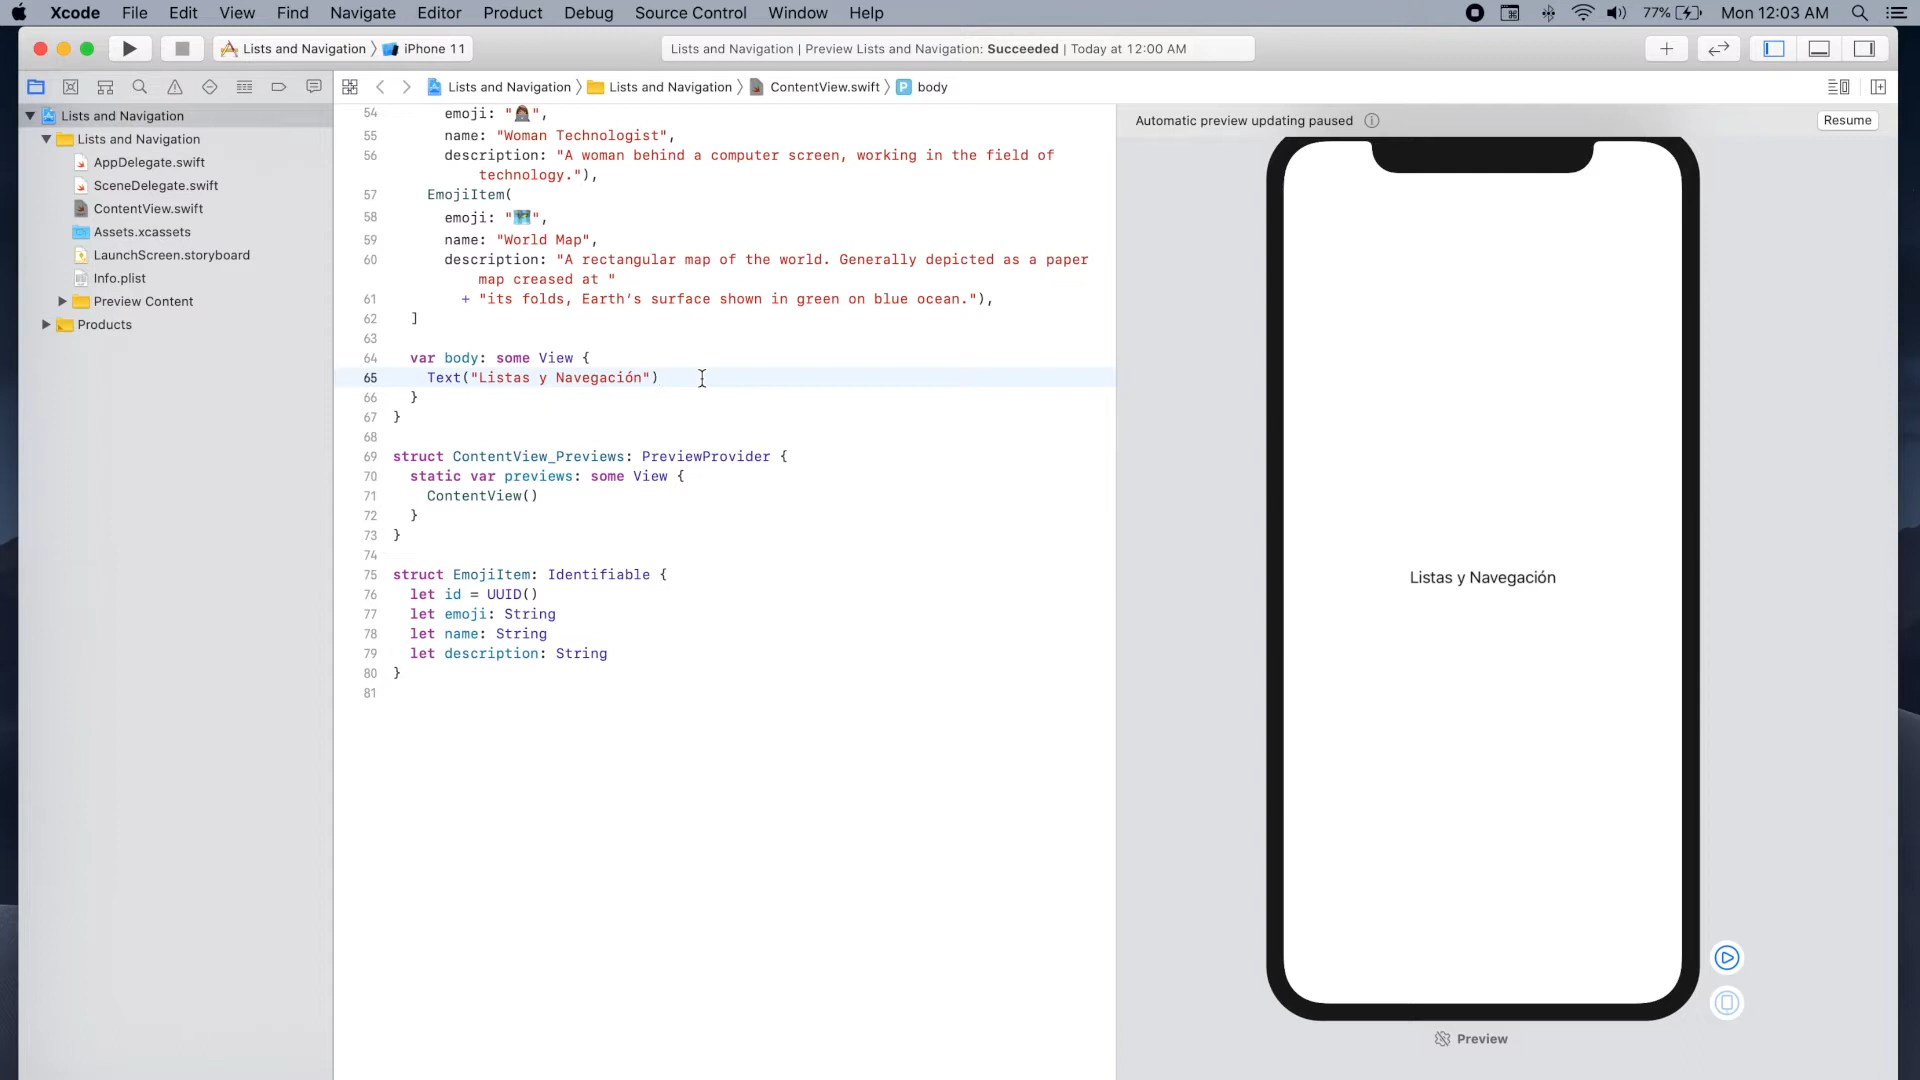 Xcode File Edit View Find Navigate Editor Product Debug Source Control Window Help 77% Mon 12:03 AM
Lists and Navigation 〉 iPhone 11 Lists and Navigation | Preview Lists and Navigation: Succeeded | Today at 12:00 AM
Lists and Navigation 〉 Lists and Navigation 〉 ContentView.swift 〉 P body
Lists and Navigation
Lists and Navigation
AppDelegate.swift
SceneDelegate.swift
ContentView.swift
Assets.xcassets
LaunchScreen.storyboard
Info.plist
Preview Content
Products
54 emoji: "👩🏽‍💻",
55 name: "Woman Technologist",
56 description: "A woman behind a computer screen, working in the field of
technology."),
57 EmojiItem(
58 emoji: "🗺",
59 name: "World Map",
60 description: "A rectangular map of the world. Generally depicted as a paper
map creased at "
61 + "its folds, Earth’s surface shown in green on blue ocean."),
62 ]
63
64 var body: some View {
65 Text("Listas y Navegación")
66 }
67 }
68
69 struct ContentView_Previews: PreviewProvider {
70 static var previews: some View {
71 ContentView()
72 }
73 }
74
75 struct EmojiItem: Identifiable {
76 let id = UUID()
77 let emoji: String
78 let name: String
79 let description: String
80 }
81
Automatic preview updating paused Resume
Listas y Navegación
Preview